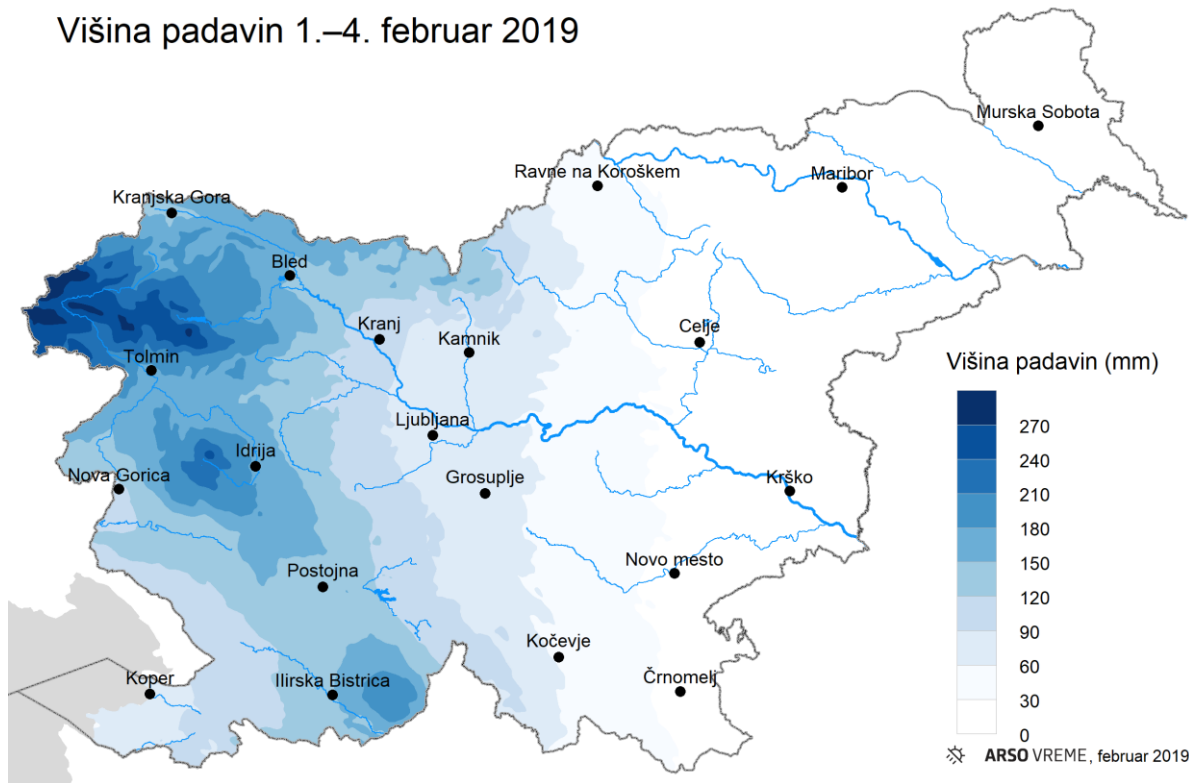 Višina padavin 1.–4. februar 2019
Murska Sobota
Ravne na Koroškem
Maribor
Kranjska Gora
Bled
Kranj
Kamnik
Celje
Tolmin
Višina padavin (mm)
270
240
210
180
150
120
90
60
30
0
Ljubljana
Idrija
Nova Gorica
Grosuplje
Krško
Postojna
Novo mesto
Kočevje
Koper
Ilirska Bistrica
Črnomelj
ARSO VREME, februar 2019